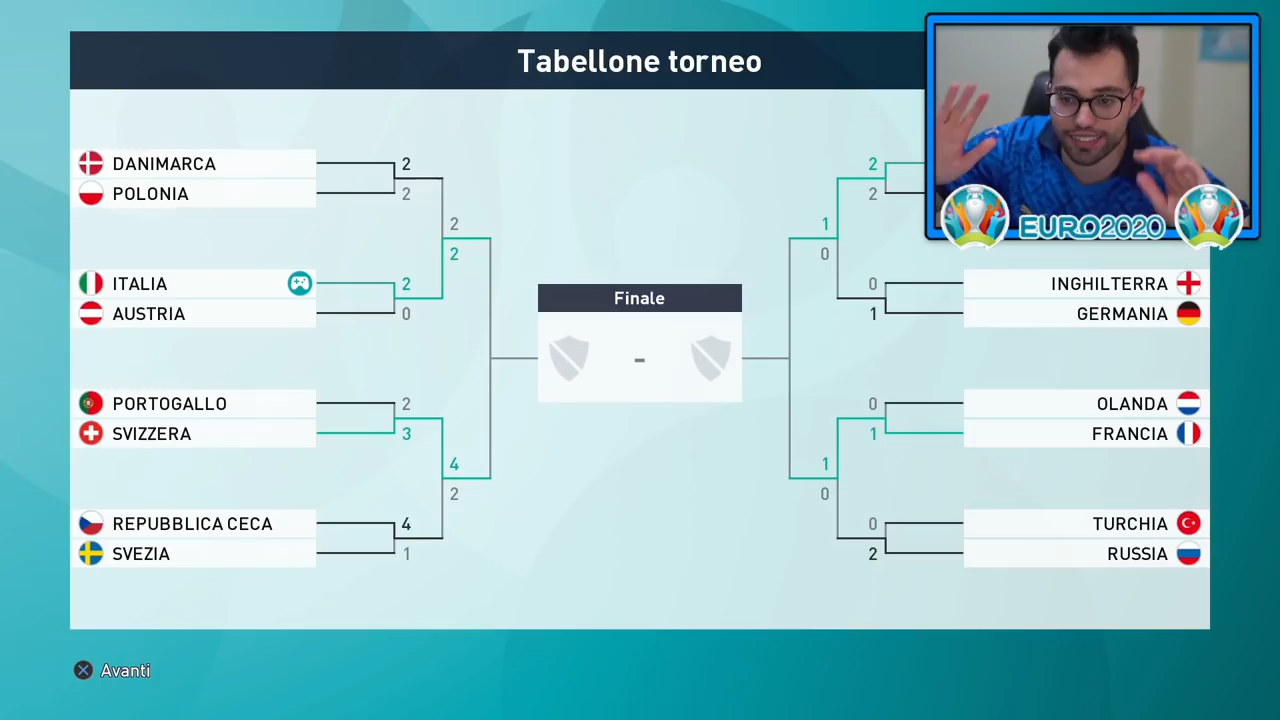 Tabellone torneo
DANIMARCA 2
POLONIA 2
2
2
ITALIA 2
AUSTRIA 0
PORTOGALLO 2
SVIZZERA 3
4
2
REPUBBLICA CECA 4
SVEZIA 1
Finale
-
2
2
1
0
EURO2020
0 INGHILTERRA
1 GERMANIA
0 OLANDA
1 FRANCIA
1
0
0 TURCHIA
2 RUSSIA
Avanti